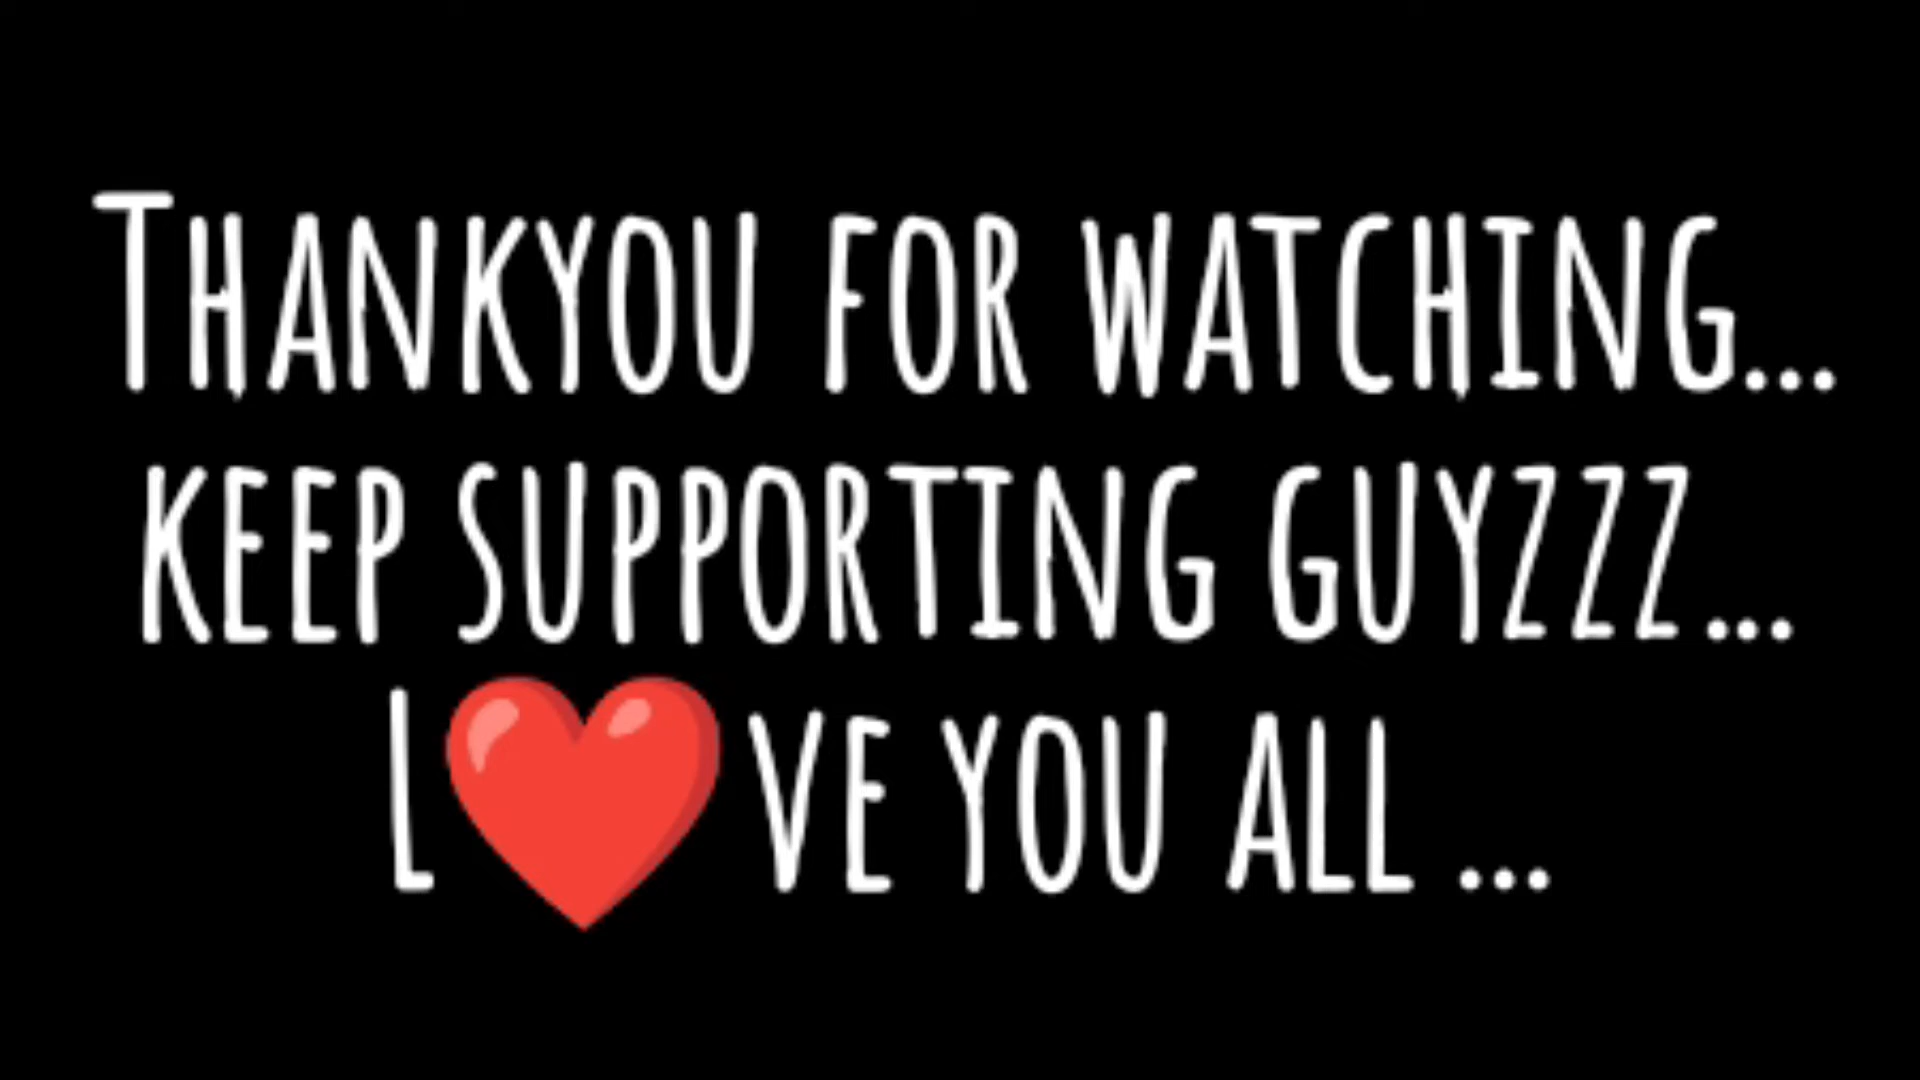 Thankyou for watching...
keep supporting guyzzz...
L❤️ve you all ...